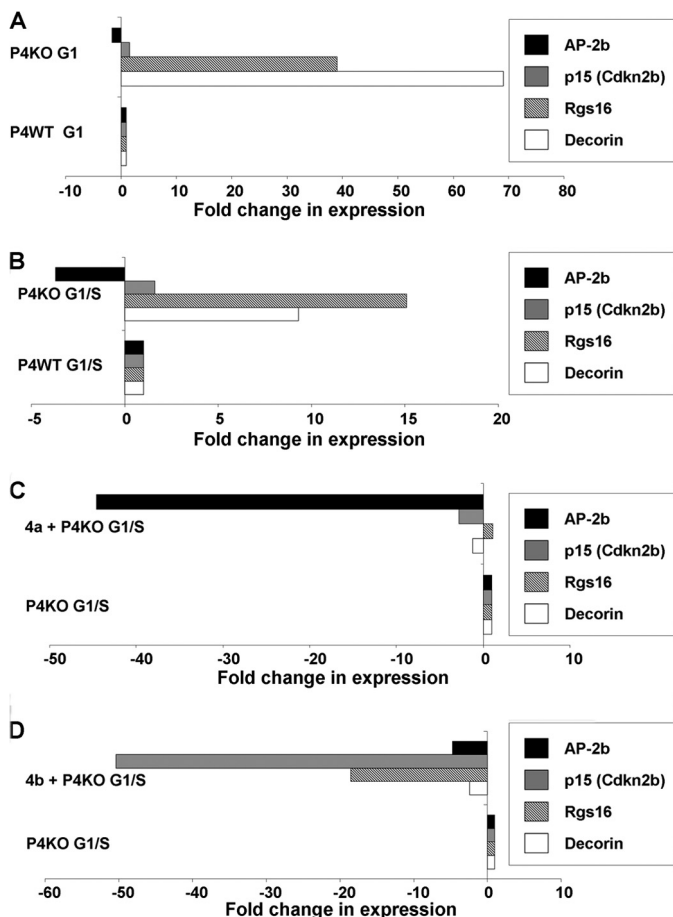 A
P4KO G1
P4WT G1
-10 0 10 20 30 40 50 60 70 80
Fold change in expression
AP-2b
p15 (Cdkn2b)
Rgs16
Decorin
B
P4KO G1/S
P4WT G1/S
-5 0 5 10 15 20
Fold change in expression
AP-2b
p15 (Cdkn2b)
Rgs16
Decorin
C
4a + P4KO G1/S
P4KO G1/S
-50 -40 -30 -20 -10 0 10
Fold change in expression
AP-2b
p15 (Cdkn2b)
Rgs16
Decorin
D
4b + P4KO G1/S
P4KO G1/S
-60 -50 -40 -30 -20 -10 0 10
Fold change in expression
AP-2b
p15 (Cdkn2b)
Rgs16
Decorin